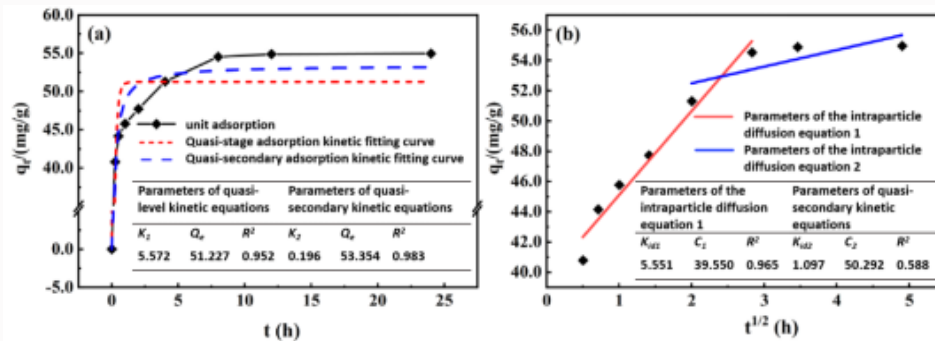 (a)
60.0
55.0
50.0
45.0
40.0
0.0
-5.0
q_t/(mg/g)
unit adsorption
Quasi-stage adsorption kinetic fitting curve
Quasi-secondary adsorption kinetic fitting curve
Parameters of quasi-level kinetic equations
Parameters of quasi-secondary kinetic equations
K₁ Qₑ R² K₂ Qₑ R²
5.572 51.227 0.952 0.196 53.354 0.983
0 5 10 15 20 25
t (h)
(b)
56.0
54.0
52.0
50.0
48.0
46.0
44.0
42.0
40.0
q_t/(mg/g)
Parameters of the intraparticle
diffusion equation 1
Parameters of the intraparticle
diffusion equation 2
Parameters of the
intraparticle diffusion
equation 1
Parameters of quasi-
secondary kinetic
equations
K_id1 C₁ R² K_id2 C₂ R²
5.551 39.550 0.965 1.097 50.292 0.588
0 1 2 3 4 5
t^1/2 (h)